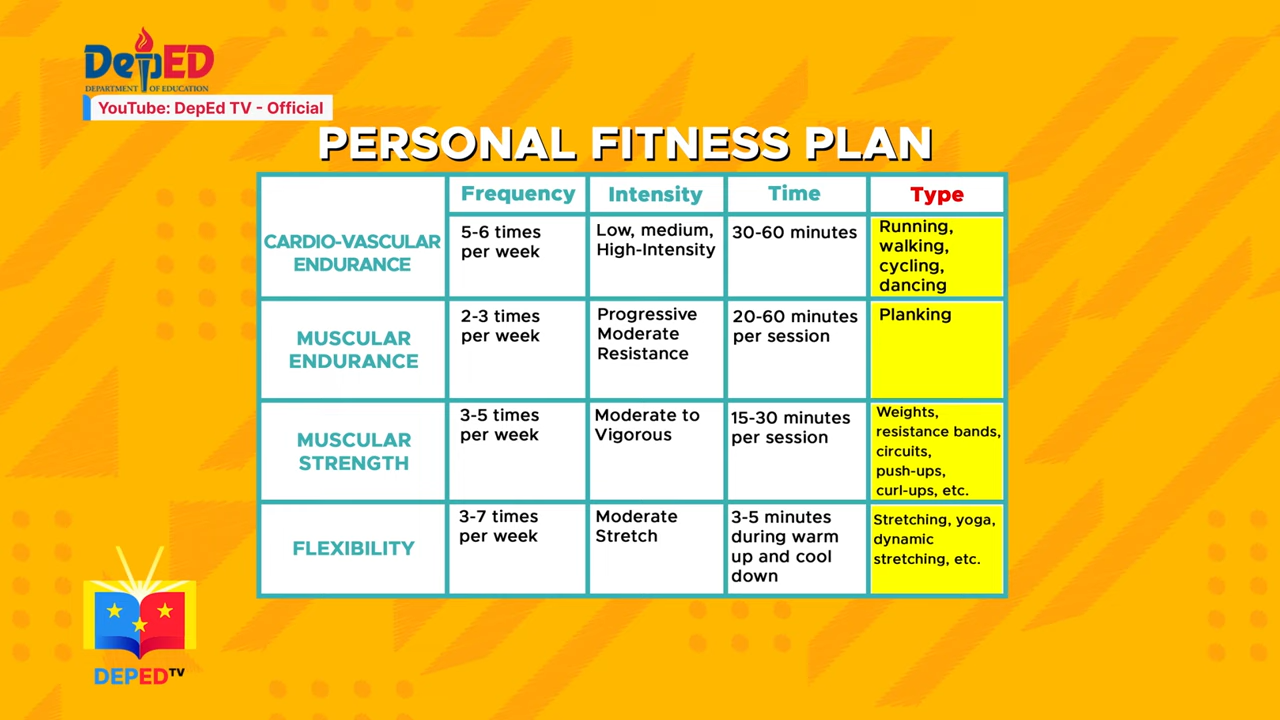 DepED
DEPARTMENT OF EDUCATION
YouTube: DepEd TV - Official
PERSONAL FITNESS PLAN
Frequency
Intensity
Time
Type
CARDIO-VASCULAR
ENDURANCE
5-6 times
per week
Low, medium,
High-Intensity
30-60 minutes
Running,
walking,
cycling,
dancing
MUSCULAR
ENDURANCE
2-3 times
per week
Progressive
Moderate
Resistance
20-60 minutes
per session
Planking
MUSCULAR
STRENGTH
3-5 times
per week
Moderate to
Vigorous
15-30 minutes
per session
Weights,
resistance bands,
circuits,
push-ups,
curl-ups, etc.
FLEXIBILITY
3-7 times
per week
Moderate
Stretch
3-5 minutes
during warm
up and cool
down
Stretching, yoga,
dynamic
stretching, etc.
DEPED TV